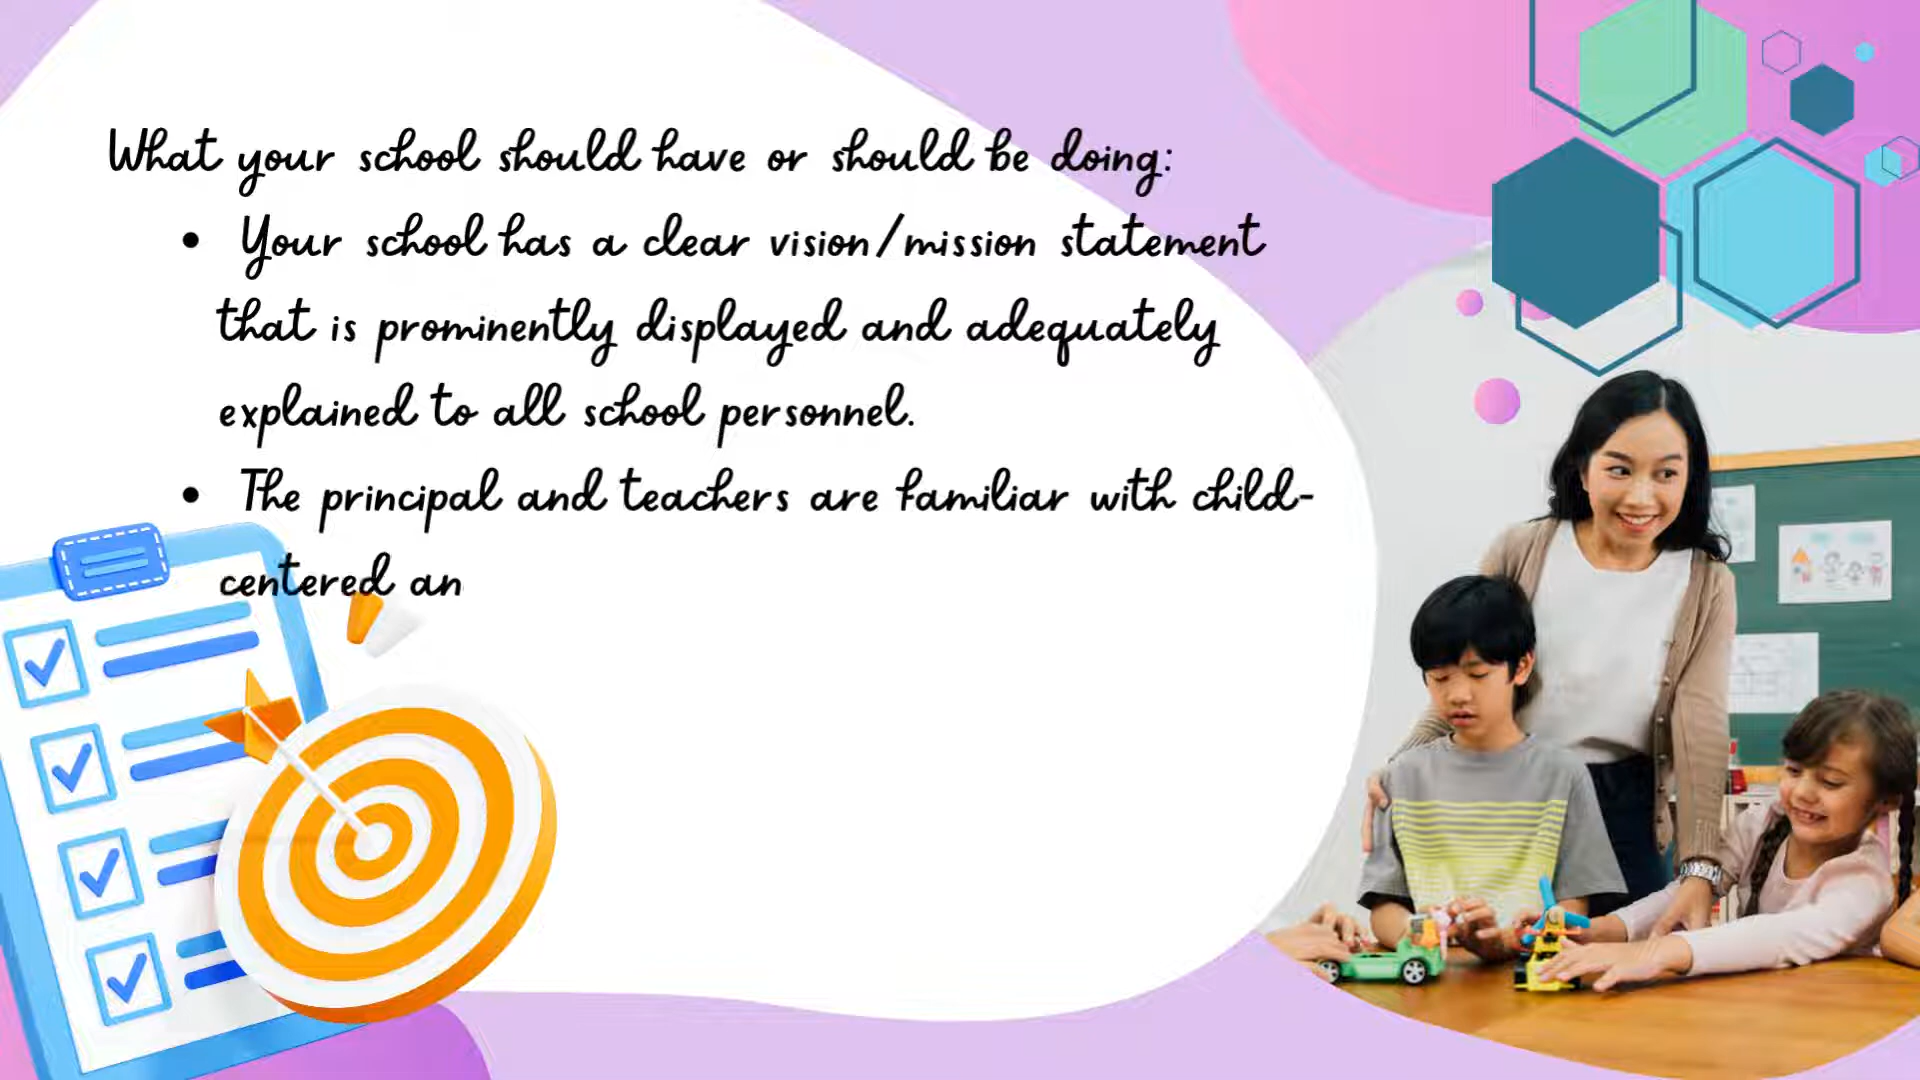 What your school should have or should be doing:
• Your school has a clear vision/mission statement
that is prominently displayed and adequately
explained to all school personnel.
• The principal and teachers are familiar with child-
centered an